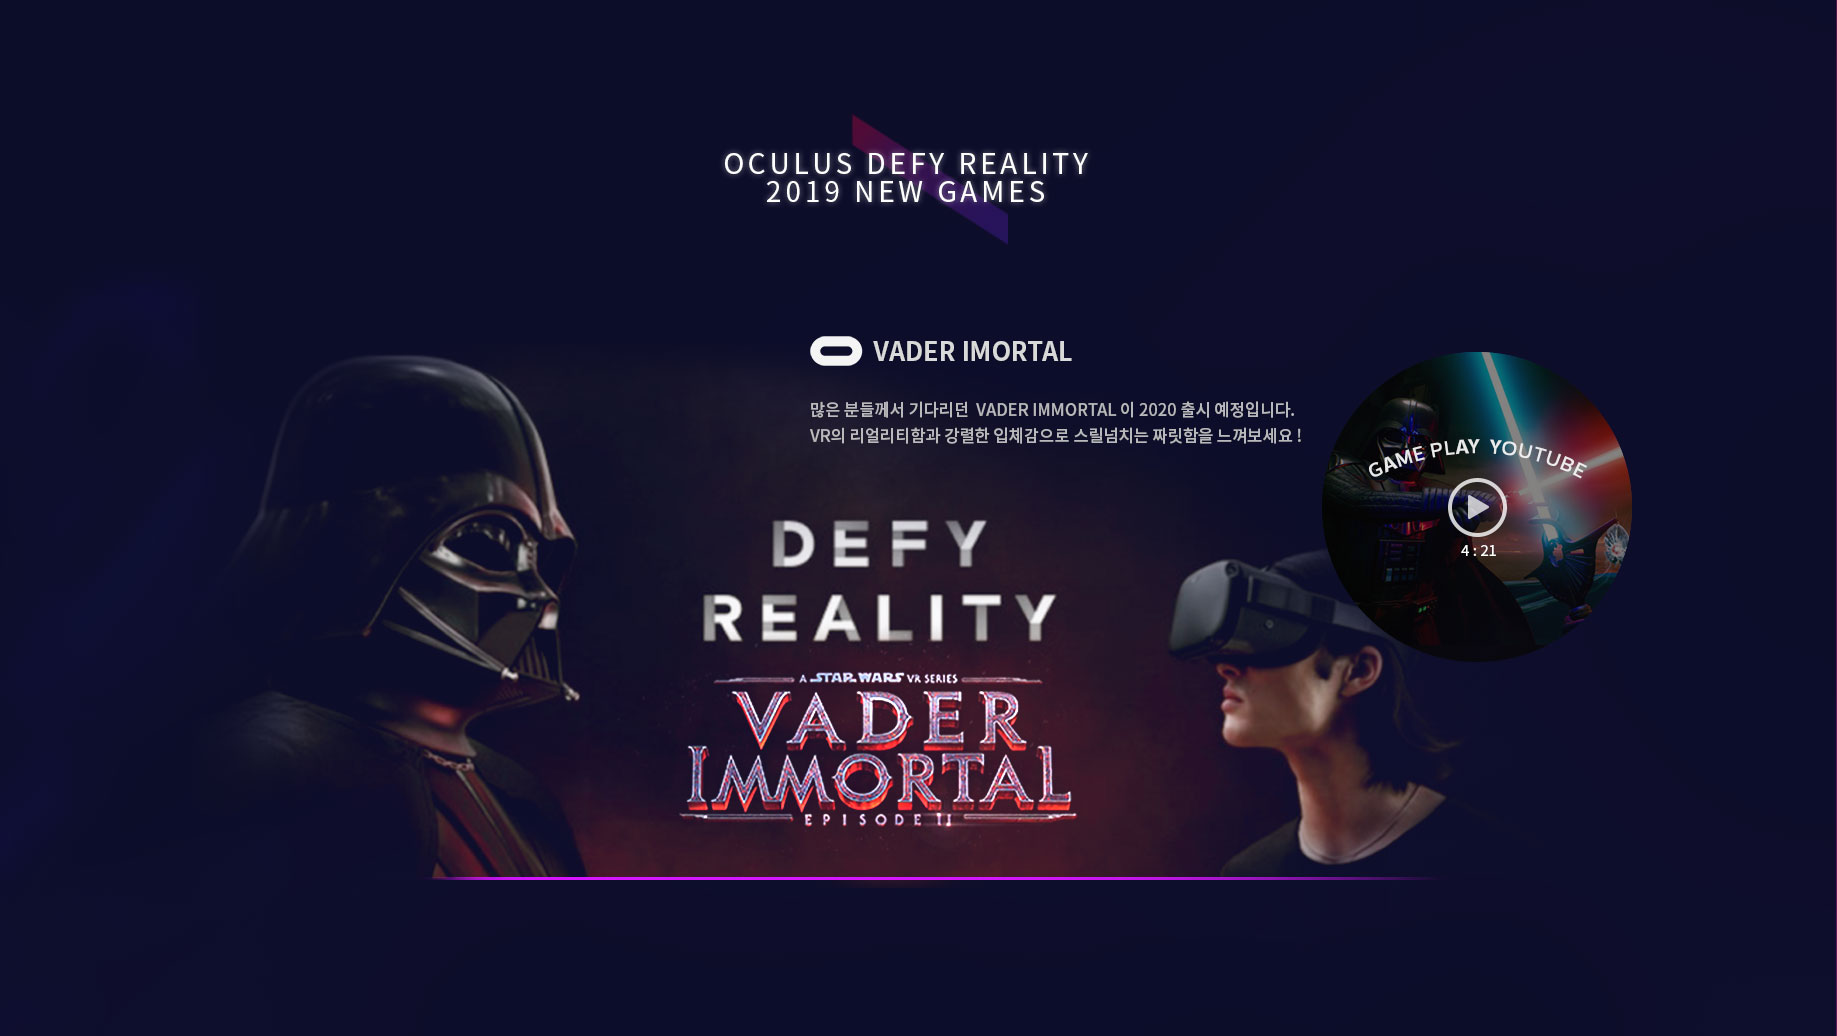 OCULUS DEFY REALITY
2019 NEW GAMES
VADER IMORTAL
많은 분들께서 기다리던 VADER IMMORTAL 이 2020 출시 예정입니다.
VR의 리얼리티함과 강렬한 입체감으로 스릴넘치는 짜릿함을 느껴보세요 !
GAME PLAY YOUTUBE
4 : 21
DEFY
REALITY
A STAR WARS VR SERIES
VADER
IMMORTAL
EPISODE II